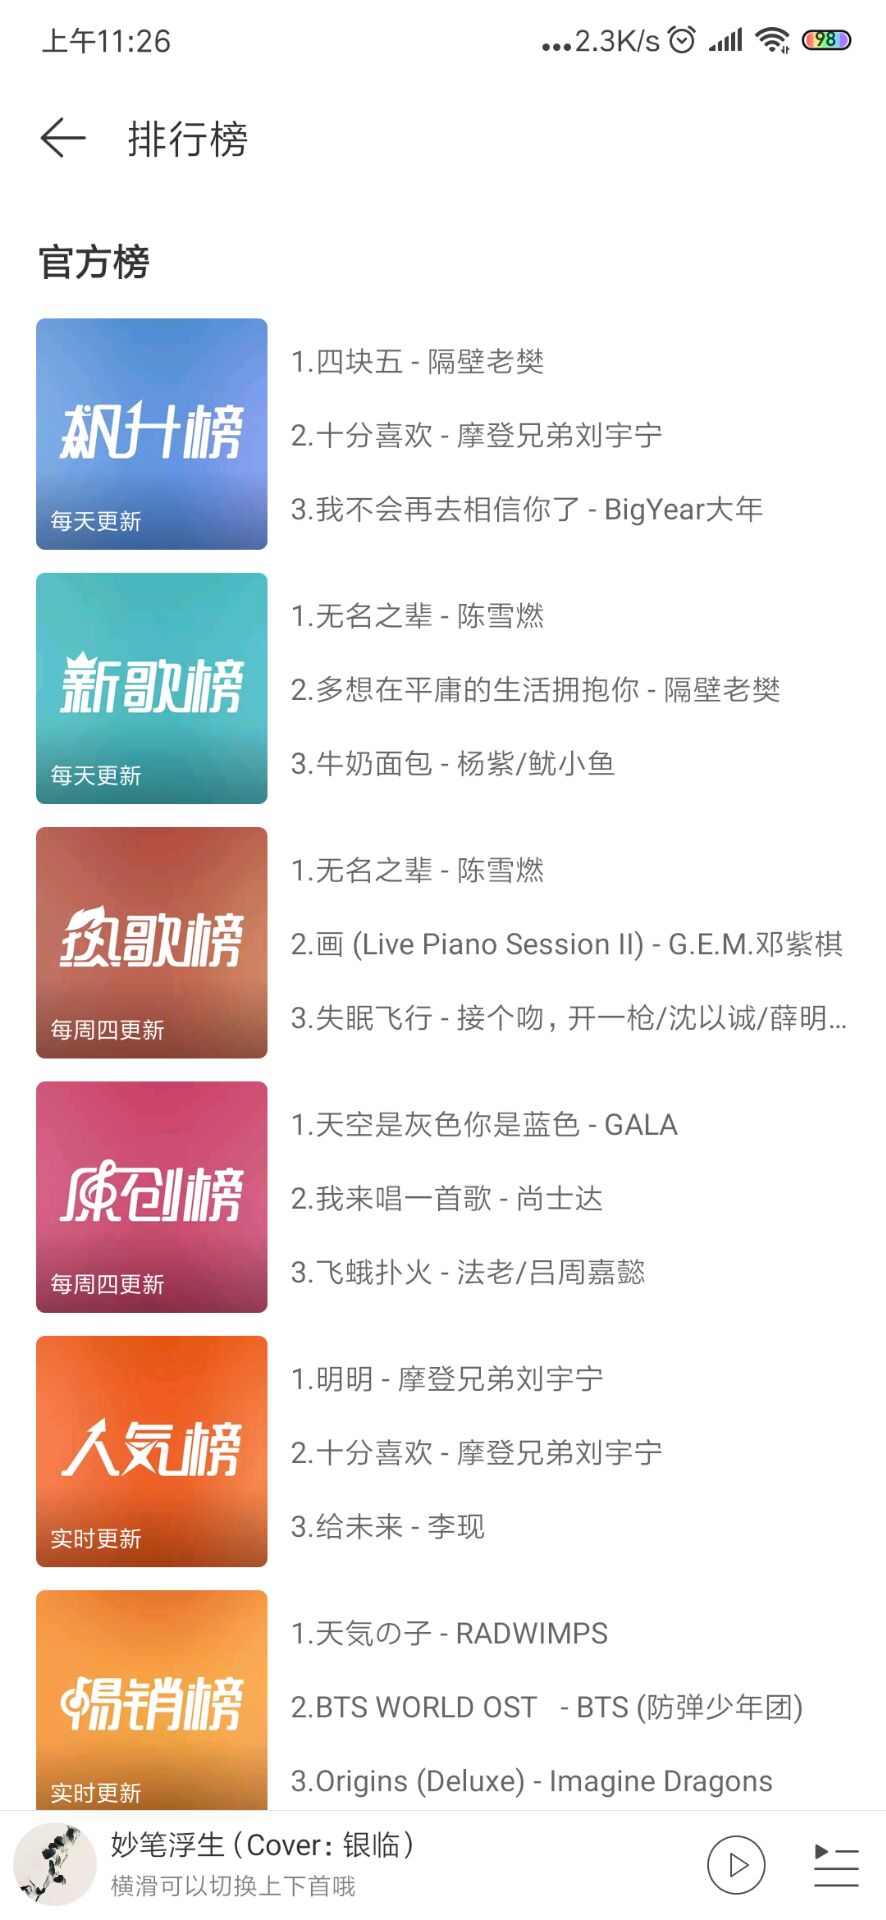 上午11:26
...2.3K/s
98
排行榜
官方榜
飙升榜
每天更新
1.四块五 - 隔壁老樊
2.十分喜欢 - 摩登兄弟刘宇宁
3.我不会再去相信你了 - BigYear大年
新歌榜
每天更新
1.无名之辈 - 陈雪燃
2.多想在平庸的生活拥抱你 - 隔壁老樊
3.牛奶面包 - 杨紫/鱿小鱼
热歌榜
每周四更新
1.无名之辈 - 陈雪燃
2.画 (Live Piano Session II) - G.E.M.邓紫棋
3.失眠飞行 - 接个吻，开一枪/沈以诚/薛明...
原创榜
每周四更新
1.天空是灰色你是蓝色 - GALA
2.我来唱一首歌 - 尚士达
3.飞蛾扑火 - 法老/吕周嘉懿
人气榜
实时更新
1.明明 - 摩登兄弟刘宇宁
2.十分喜欢 - 摩登兄弟刘宇宁
3.给未来 - 李现
畅销榜
实时更新
1.天気の子 - RADWIMPS
2.BTS WORLD OST - BTS (防弹少年团)
3.Origins (Deluxe) - Imagine Dragons
妙笔浮生（Cover：银临）
横滑可以切换上下首哦